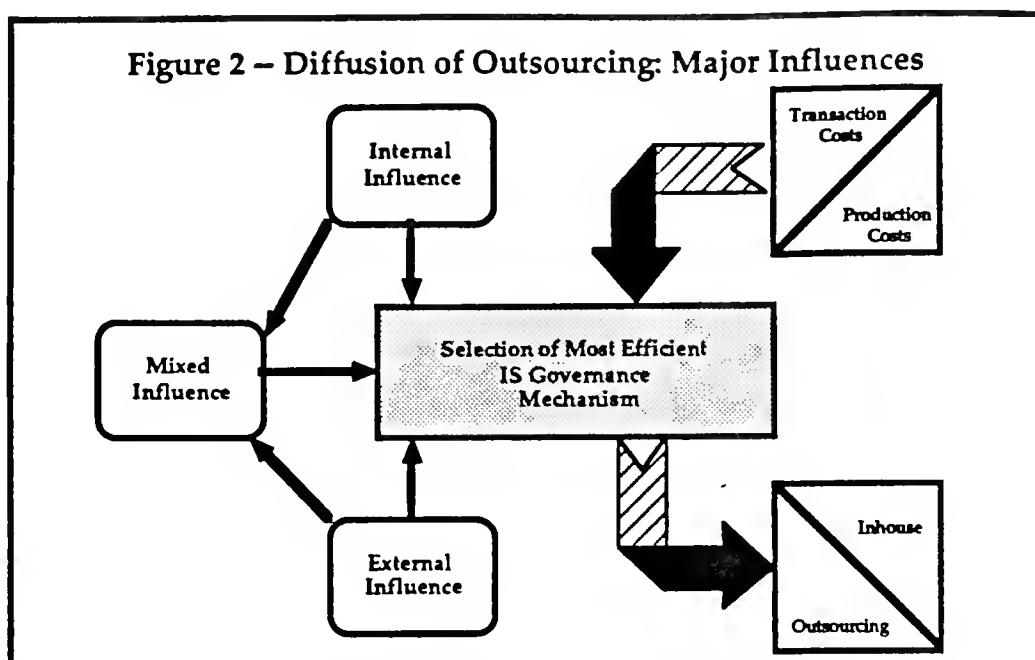 Figure 2 – Diffusion of Outsourcing: Major Influences
Internal
Influence
Transaction
Costs
Production
Costs
Mixed
Influence
Selection of Most Efficient
IS Governance
Mechanism
External
Influence
Inhouse
Outsourcing